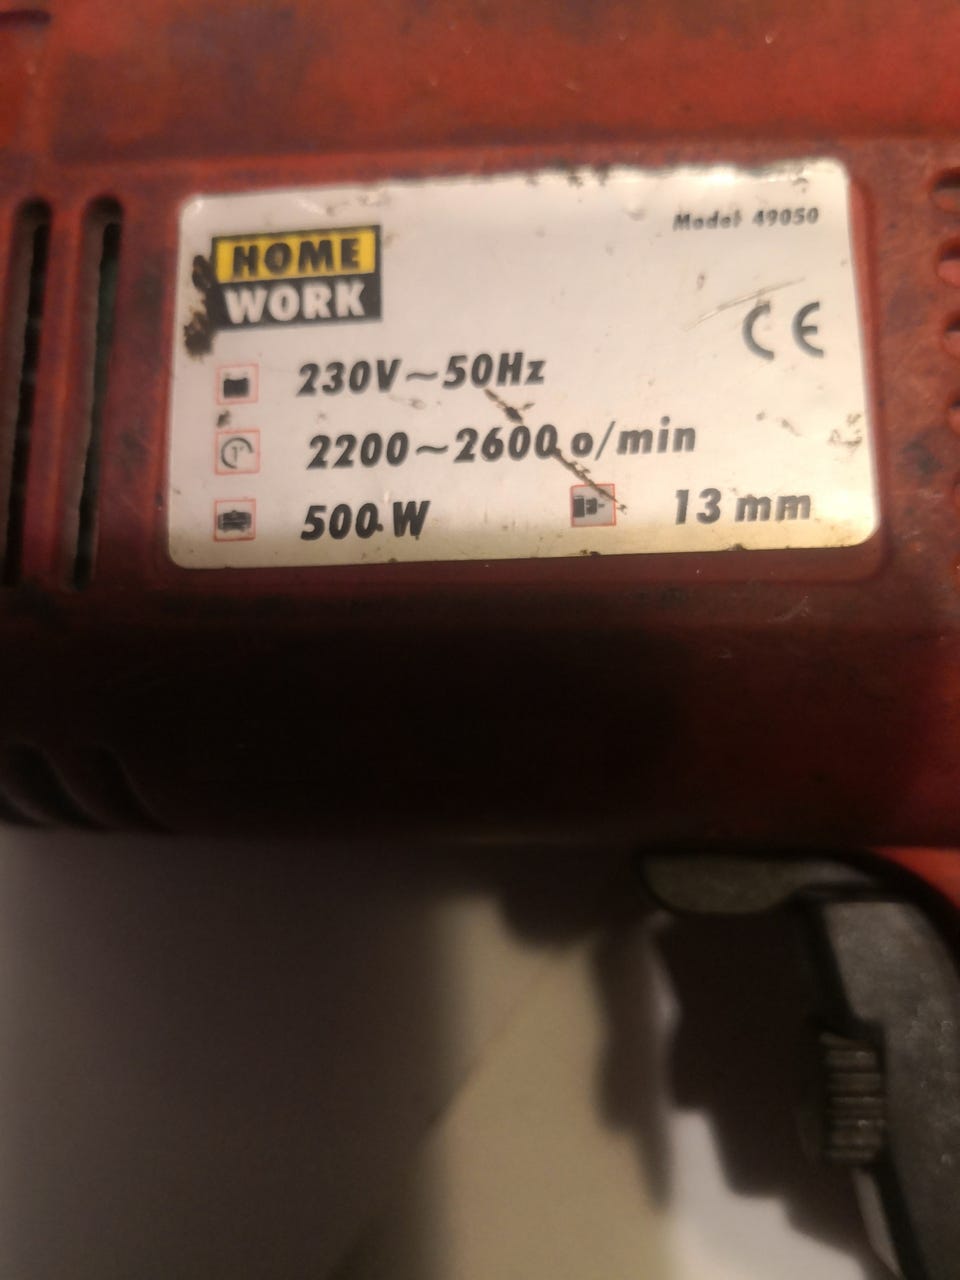 Model 49050
HOME
WORK
CE
230V~50Hz
2200~2600 o/min
500 W
13 mm